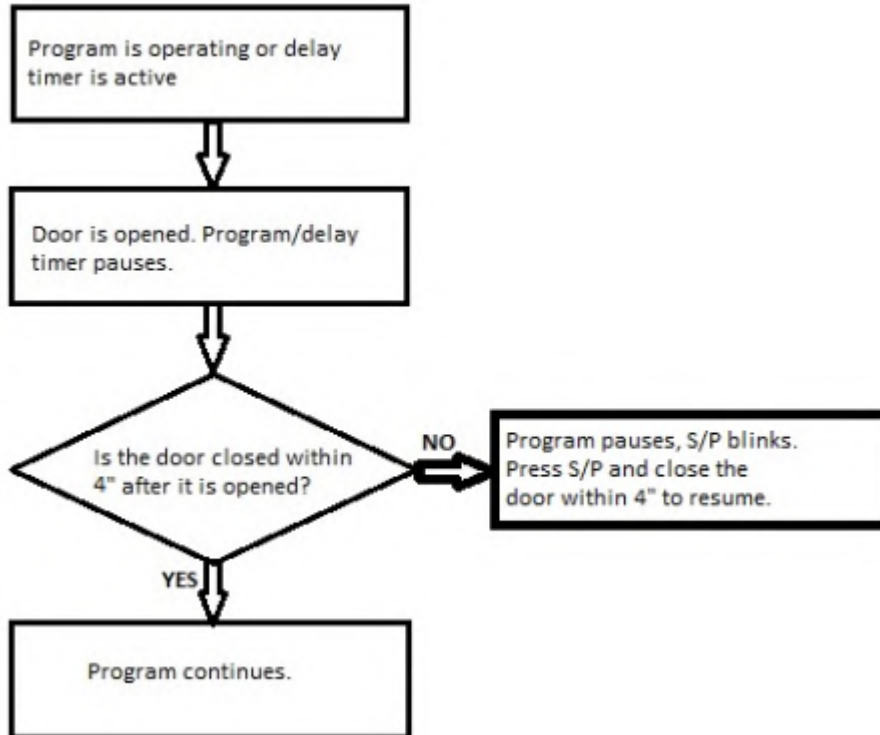 Program is operating or delay
timer is active
Door is opened. Program/delay
timer pauses.
Is the door closed within
4" after it is opened?
NO
Program pauses, S/P blinks.
Press S/P and close the
door within 4" to resume.
YES
Program continues.